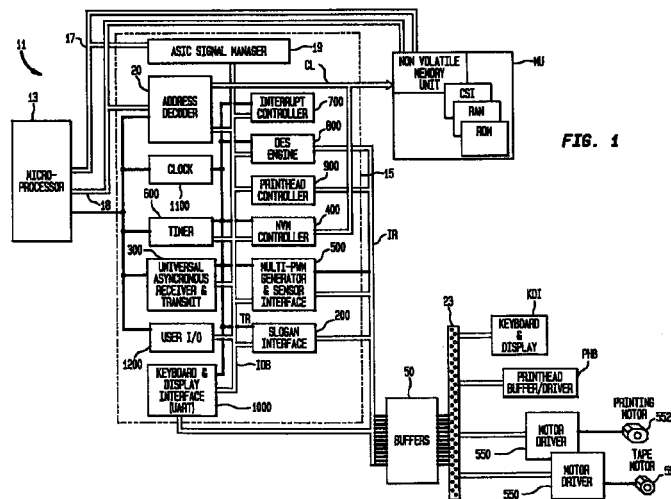 11
13
MICRO-
PROCESSOR
17
18
ASIC SIGNAL MANAGER
19
20
ADDRESS
DECODER
CLOCK
1100
600
TIMER
300
UNIVERSAL
ASYNCRONOUS
RECEIVER &
TRANSMIT
USER I/O
1200
KEYBOARD &
DISPLAY
INTERFACE
(UART)
1000
CL
INTERRUPT
CONTROLLER
700
DES
ENGINE
800
PRINTHEAD
CONTROLLER
900
15
NVM
CONTROLLER
400
IR
MULTI-PWM
GENERATOR
& SENSOR
INTERFACE
500
TR
SLOGAN
INTERFACE
200
IDB
NON VOLATILE
MEMORY
UNIT
MU
CSI
RAM
ROM
FIG. 1
50
BUFFERS
23
KDI
KEYBOARD
&
DISPLAY
PHB
PRINTHEAD
BUFFER/DRIVER
PRINTING
MOTOR
552
MOTOR
DRIVER
550
TAPE
MOTOR
MOTOR
DRIVER
550